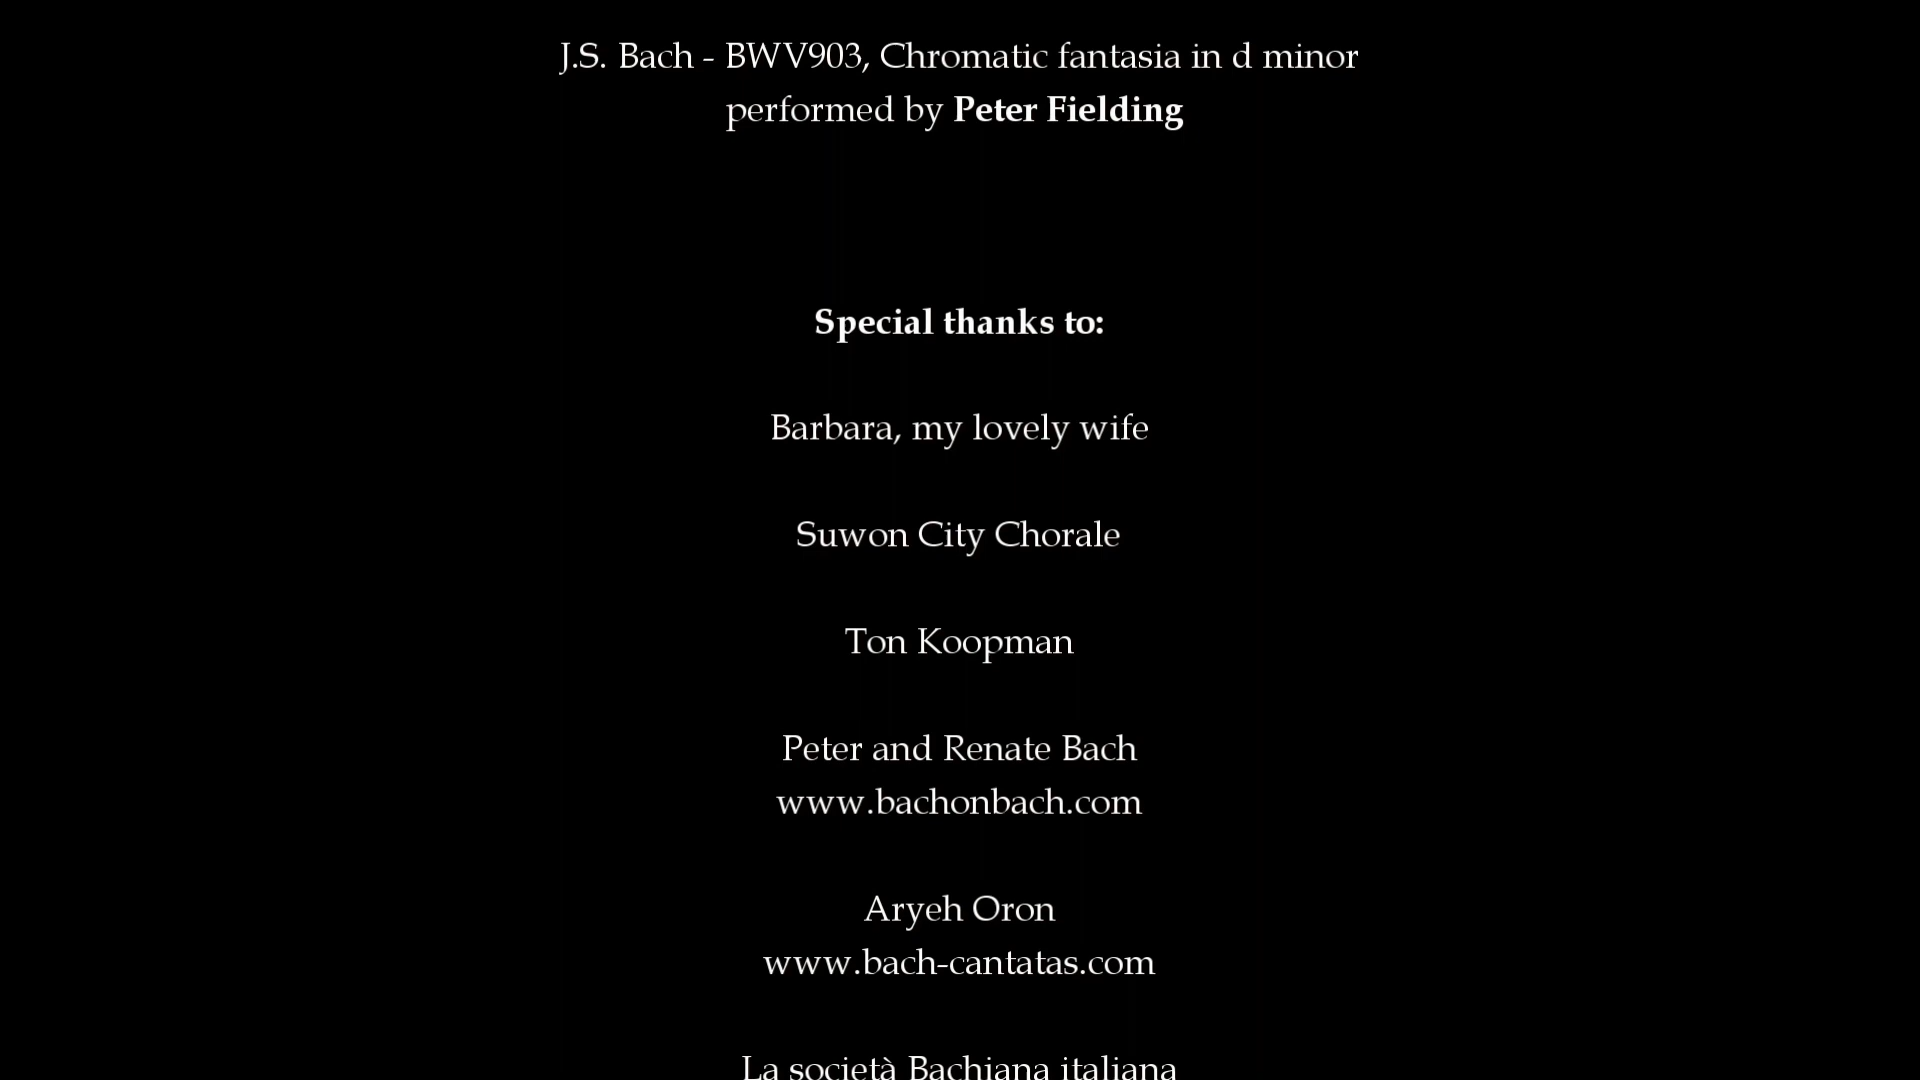 J.S. Bach - BWV903, Chromatic fantasia in d minor
performed by Peter Fielding
Special thanks to:
Barbara, my lovely wife
Suwon City Chorale
Ton Koopman
Peter and Renate Bach
www.bachonbach.com
Aryeh Oron
www.bach-cantatas.com
La società Bachiana italiana